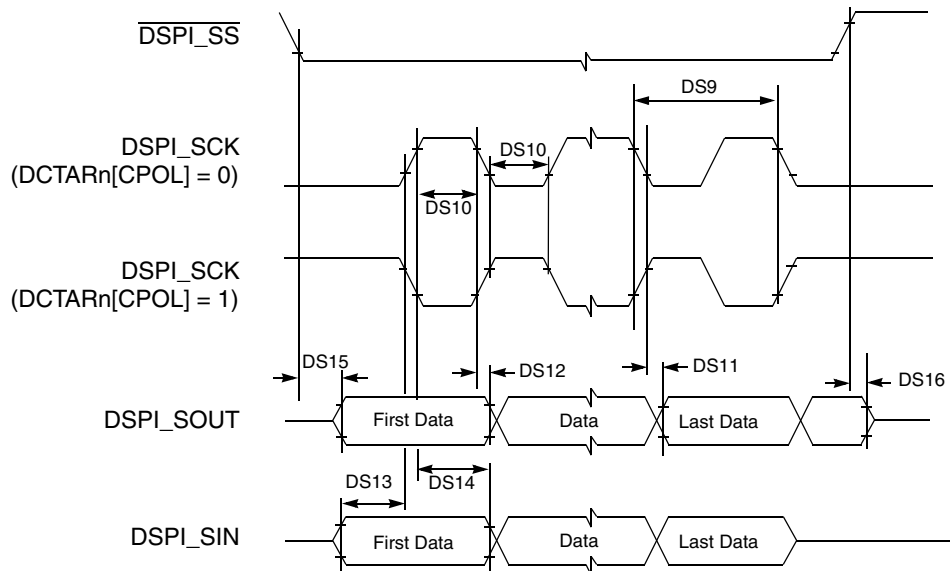 DSPI_SS
DS9
DSPI_SCK
(DCTARn[CPOL] = 0)
DS10
DS10
DSPI_SCK
(DCTARn[CPOL] = 1)
DS15
DS12
DS11
DS16
DSPI_SOUT
First Data
Data
Last Data
DS13
DS14
DSPI_SIN
First Data
Data
Last Data